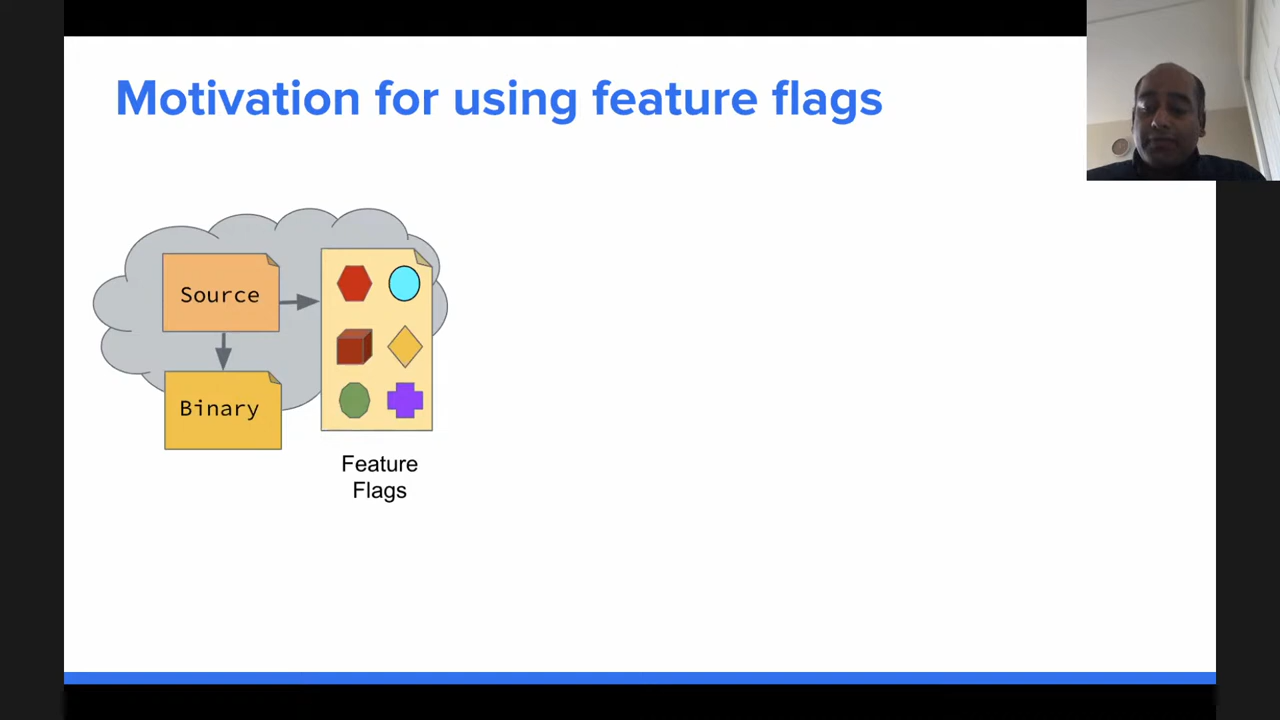 Motivation for using feature flags
Source
Binary
Feature
Flags